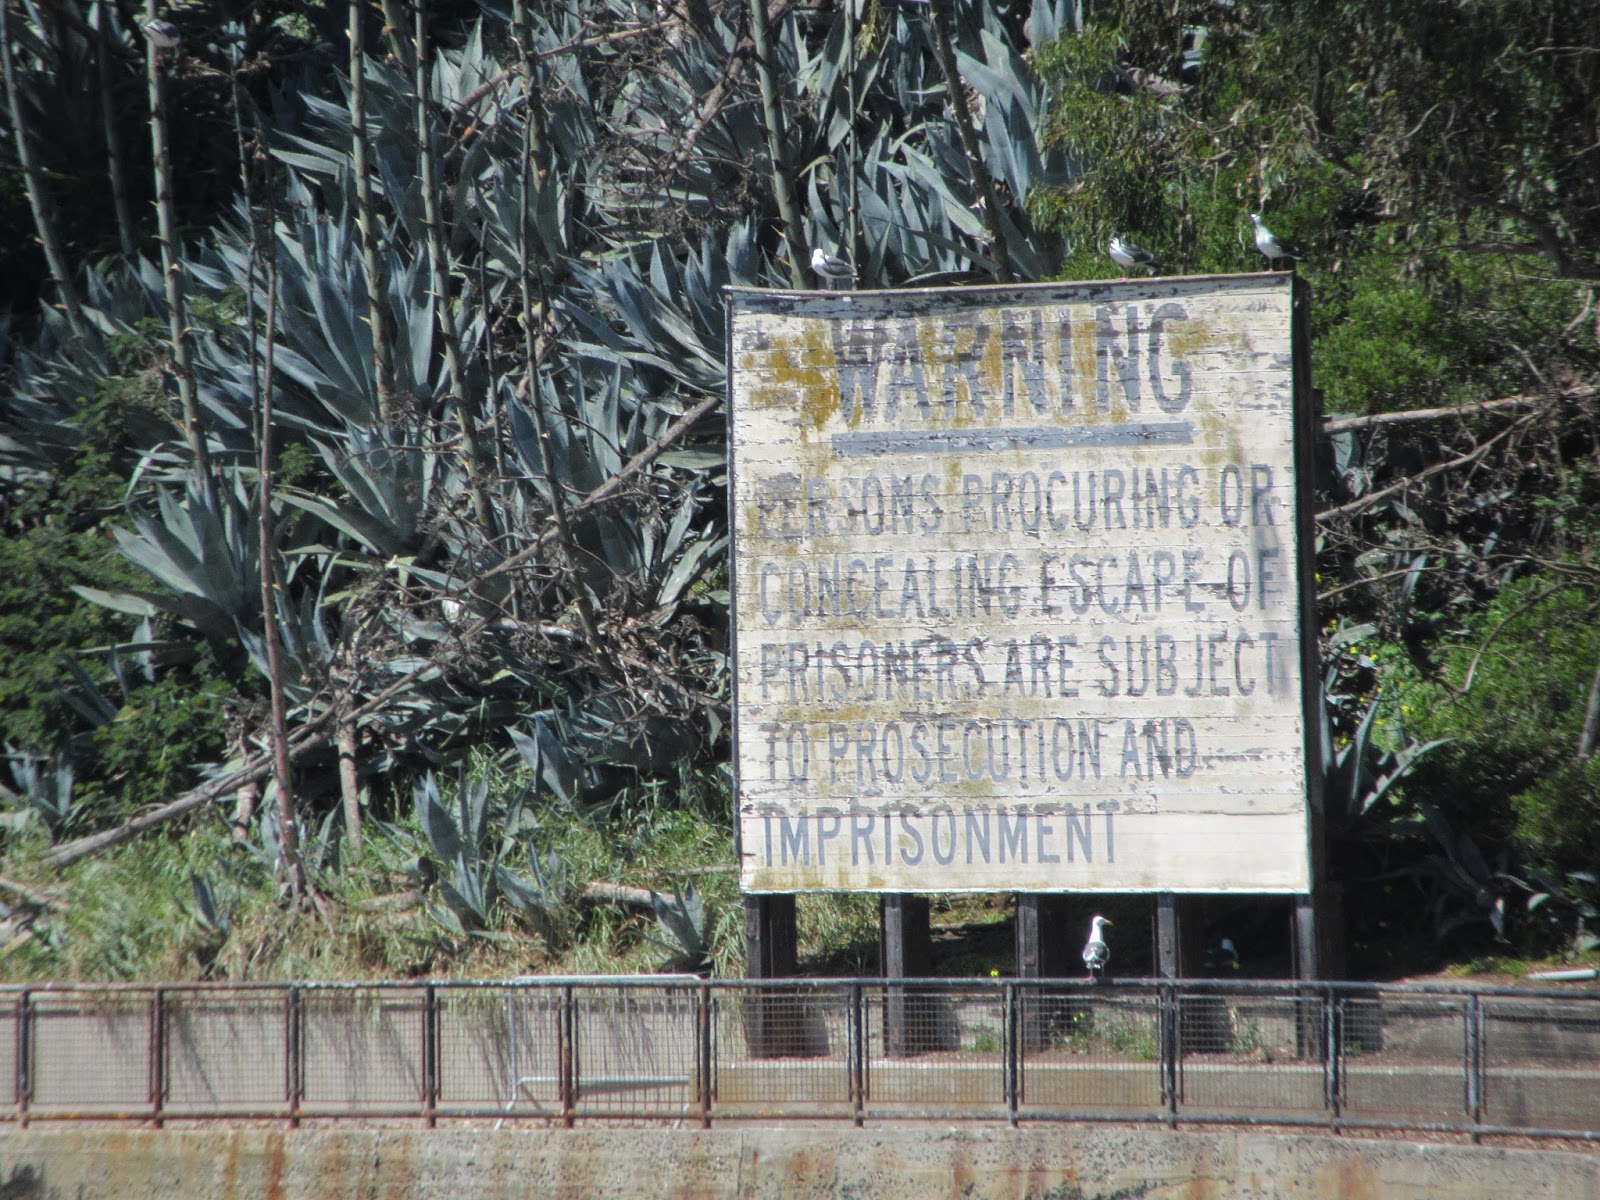 WARNING
PERSONS PROCURING OR
CONCEALING ESCAPE OF
PRISONERS ARE SUBJECT
TO PROSECUTION AND
IMPRISONMENT